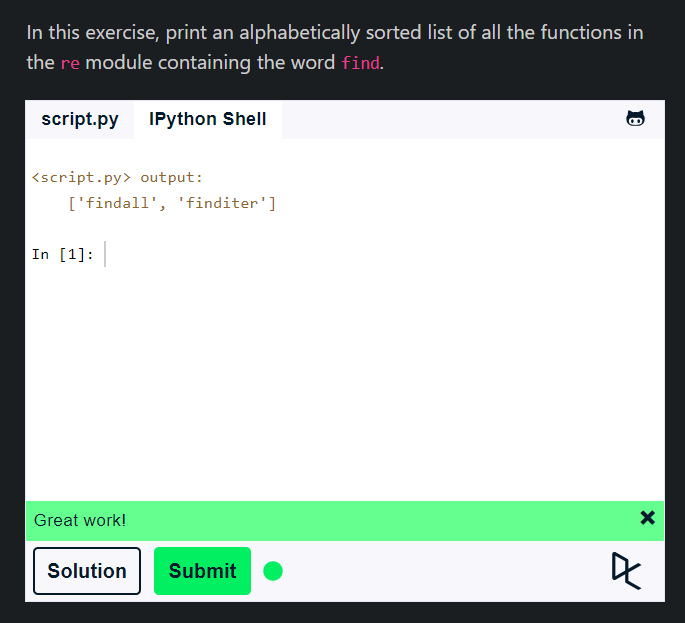 In this exercise, print an alphabetically sorted list of all the functions in
the re module containing the word find.
script.py IPython Shell
<script.py> output:
['findall', 'finditer']
In [1]:
Great work!
Solution Submit